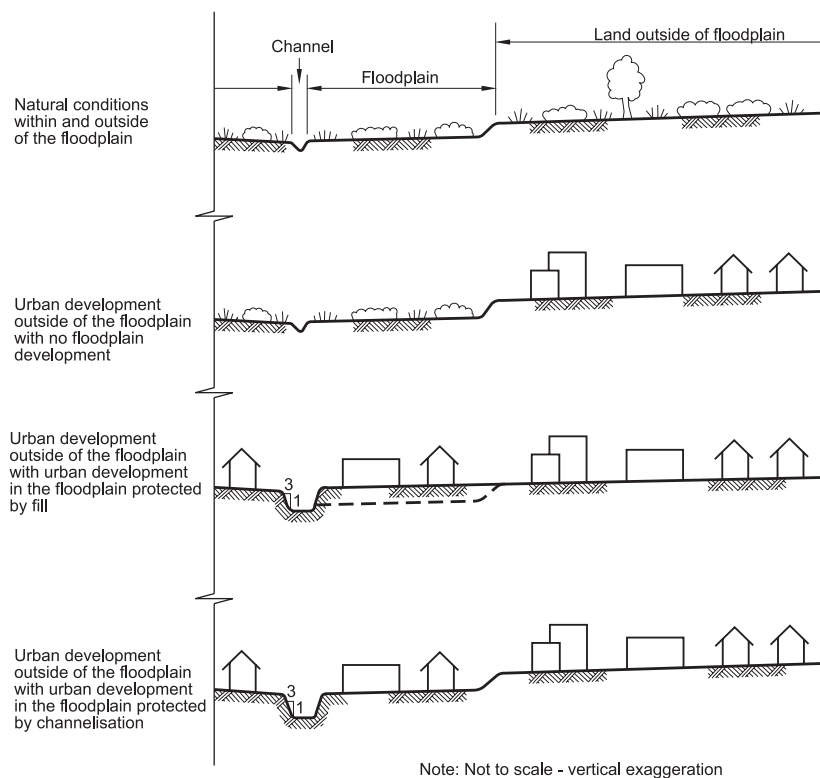 Channel
Land outside of floodplain
Floodplain
Natural conditions
within and outside
of the floodplain
Urban development
outside of the floodplain
with no floodplain
development
Urban development
outside of the floodplain
with urban development
in the floodplain protected
by fill
3
1
Urban development
outside of the floodplain
with urban development
in the floodplain protected
by channelisation
3
1
Note: Not to scale - vertical exaggeration